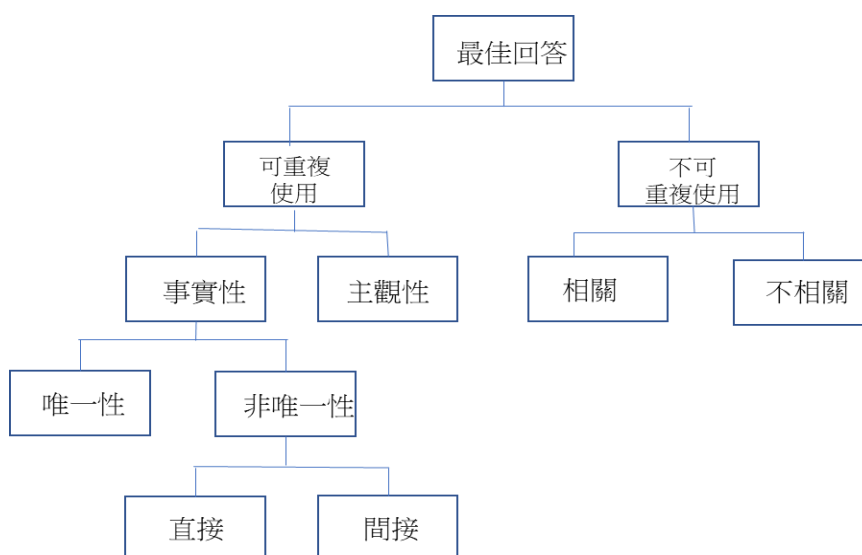 最佳回答
可重複
使用
不可
重複使用
事實性
主觀性
相關
不相關
唯一性
非唯一性
直接
間接